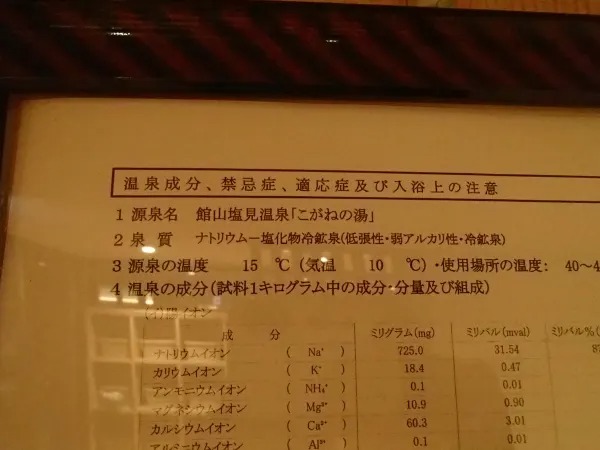 温泉成分、禁忌症、適応症及び入浴上の注意
1 源泉名 館山塩見温泉「こがねの湯」
2 泉質 ナトリウムー塩化物冷鉱泉(低張性・弱アルカリ性・冷鉱泉)
3 源泉の温度 15 ℃ (気温 10 ℃)・使用場所の温度: 40〜4
4 温泉の成分(試料1キログラム中の成分・分量及び組成)
(イ)陽イオン
成分 ミリグラム(mg) ミリバル(mval) ミリバル%(
ナトリウムイオン ( Na⁺ ) 725.0 31.54 87
カリウムイオン ( K⁺ ) 18.4 0.47
アンモニウムイオン ( NH₄⁺ ) 0.1 0.01
マグネシウムイオン ( Mg²⁺ ) 10.9 0.90
カルシウムイオン ( Ca²⁺ ) 60.3 3.01
アルミニウムイオン ( Al³⁺ ) 0.1 0.01